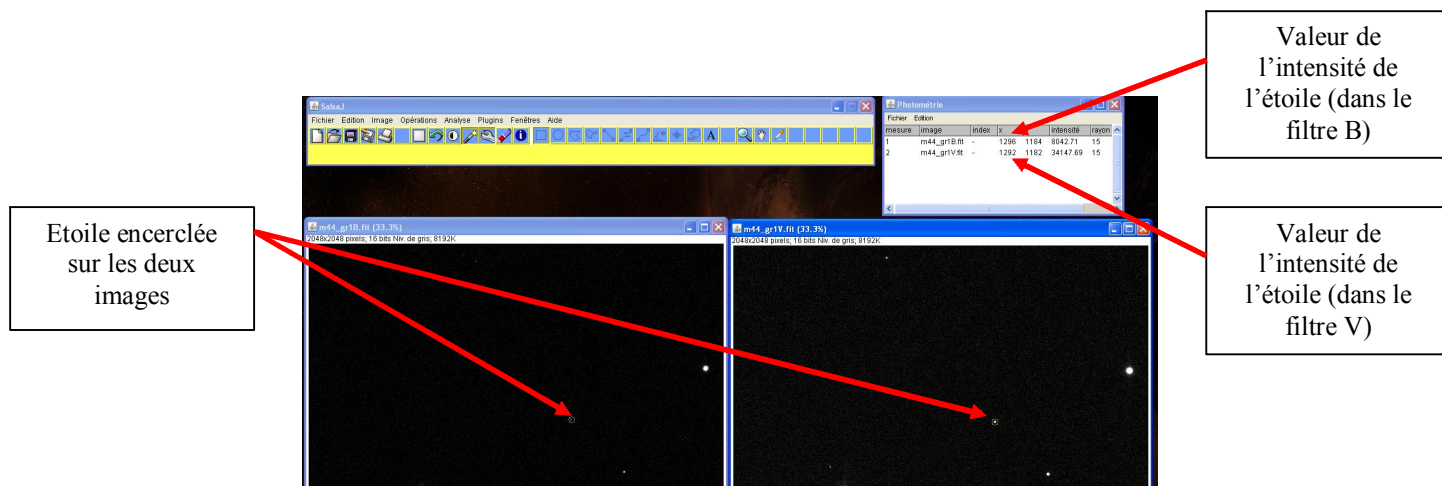 Valeur de
l’intensité de
l’étoile (dans le
filtre B)
SalsaJ
Fichier Edition Image Opérations Analyse Plugins Fenêtres Aide
A
Photométrie
Fichier Edition
mesure image index x intensité rayon
1 m44_gr1B.fit - 1296 1184 8042.71 15
2 m44_gr1V.fit - 1292 1182 34147.69 15
Etoile encerclée
sur les deux
images
Valeur de
l’intensité de
l’étoile (dans le
filtre V)
m44_gr1B.fit (33.3%)
2048x2048 pixels; 16 bits Niv. de gris; 8192K
m44_gr1V.fit (33.3%)
2048x2048 pixels; 16 bits Niv. de gris; 8192K